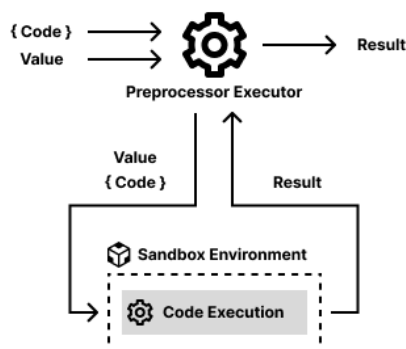 { Code }
Value
Result
Preprocessor Executor
Value
{ Code }
Result
Sandbox Environment
Code Execution